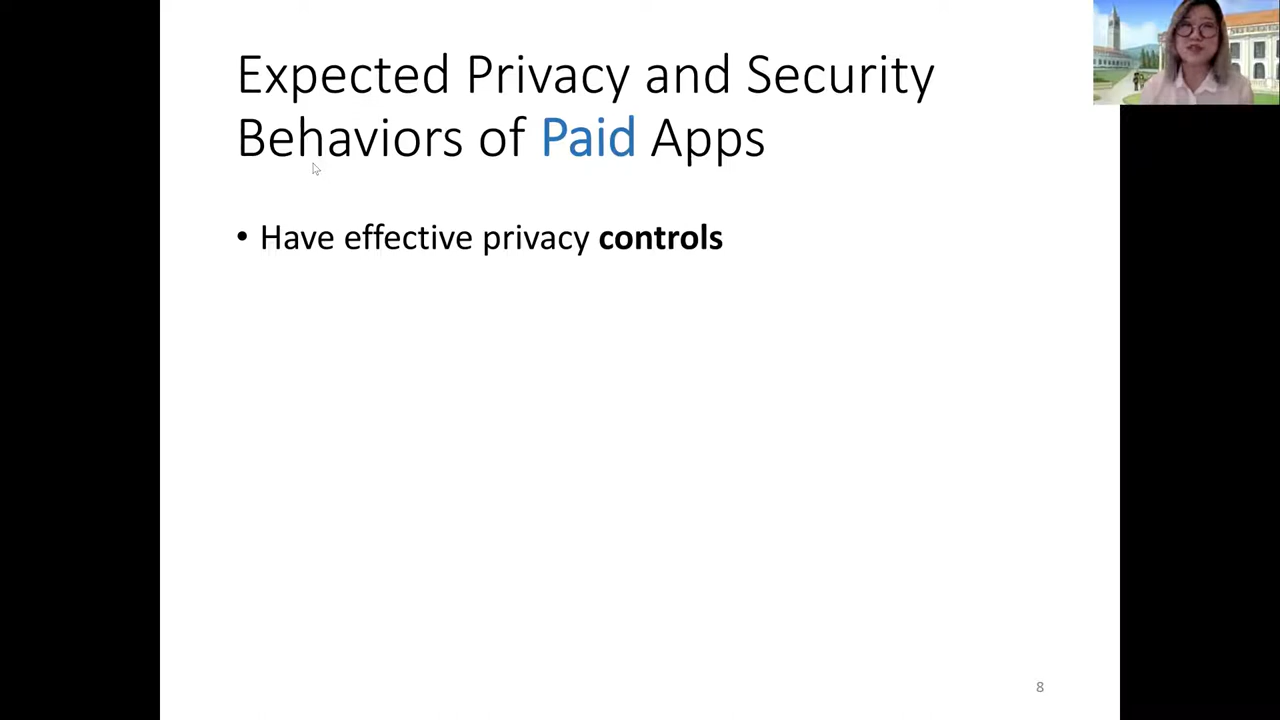 Expected Privacy and Security
Behaviors of Paid Apps
• Have effective privacy controls
8